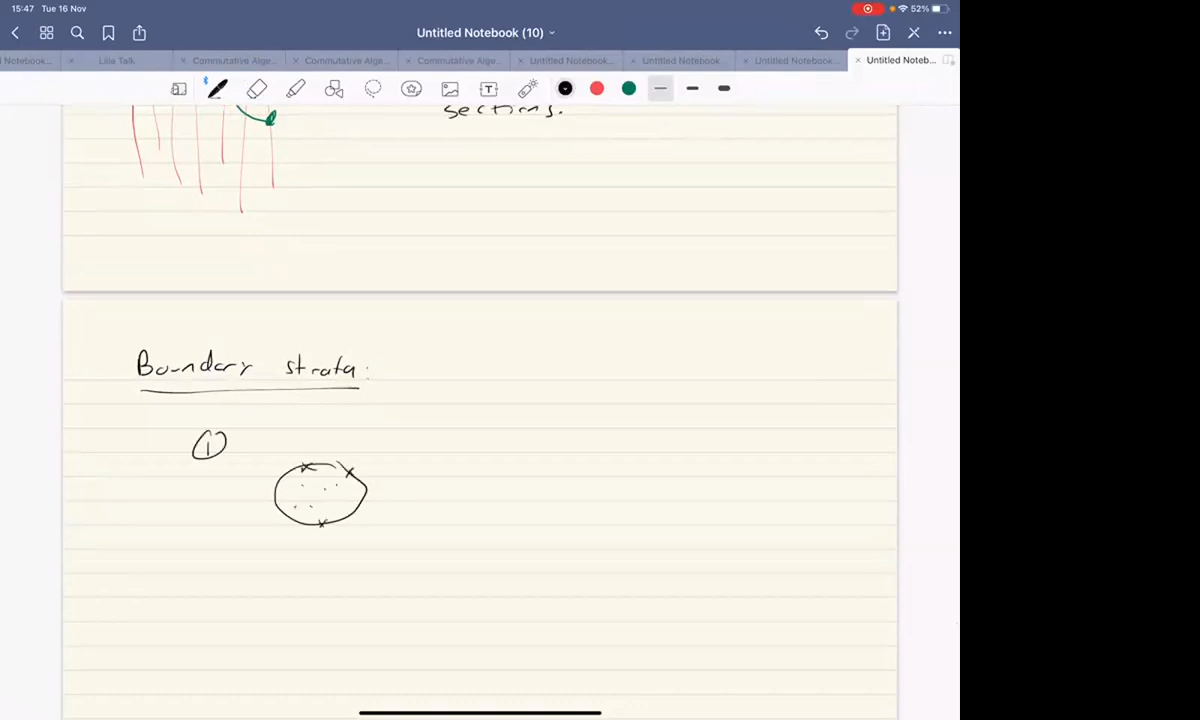 15:47 Tue 16 Nov
52%
Untitled Notebook (10)
l Notebook... Lille Talk Commutative Alge... Commutative Alge... Commutative Alge... Untitled Notebook... Untitled Notebook... Untitled Notebook... Untitled Noteb...
T
sections.
Boundary strata:
①